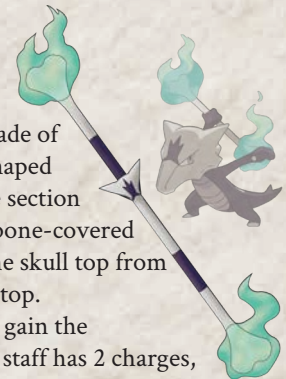 ade of
haped
section
bone-covered
e skull top from
top.
gain the
staff has 2 charges,